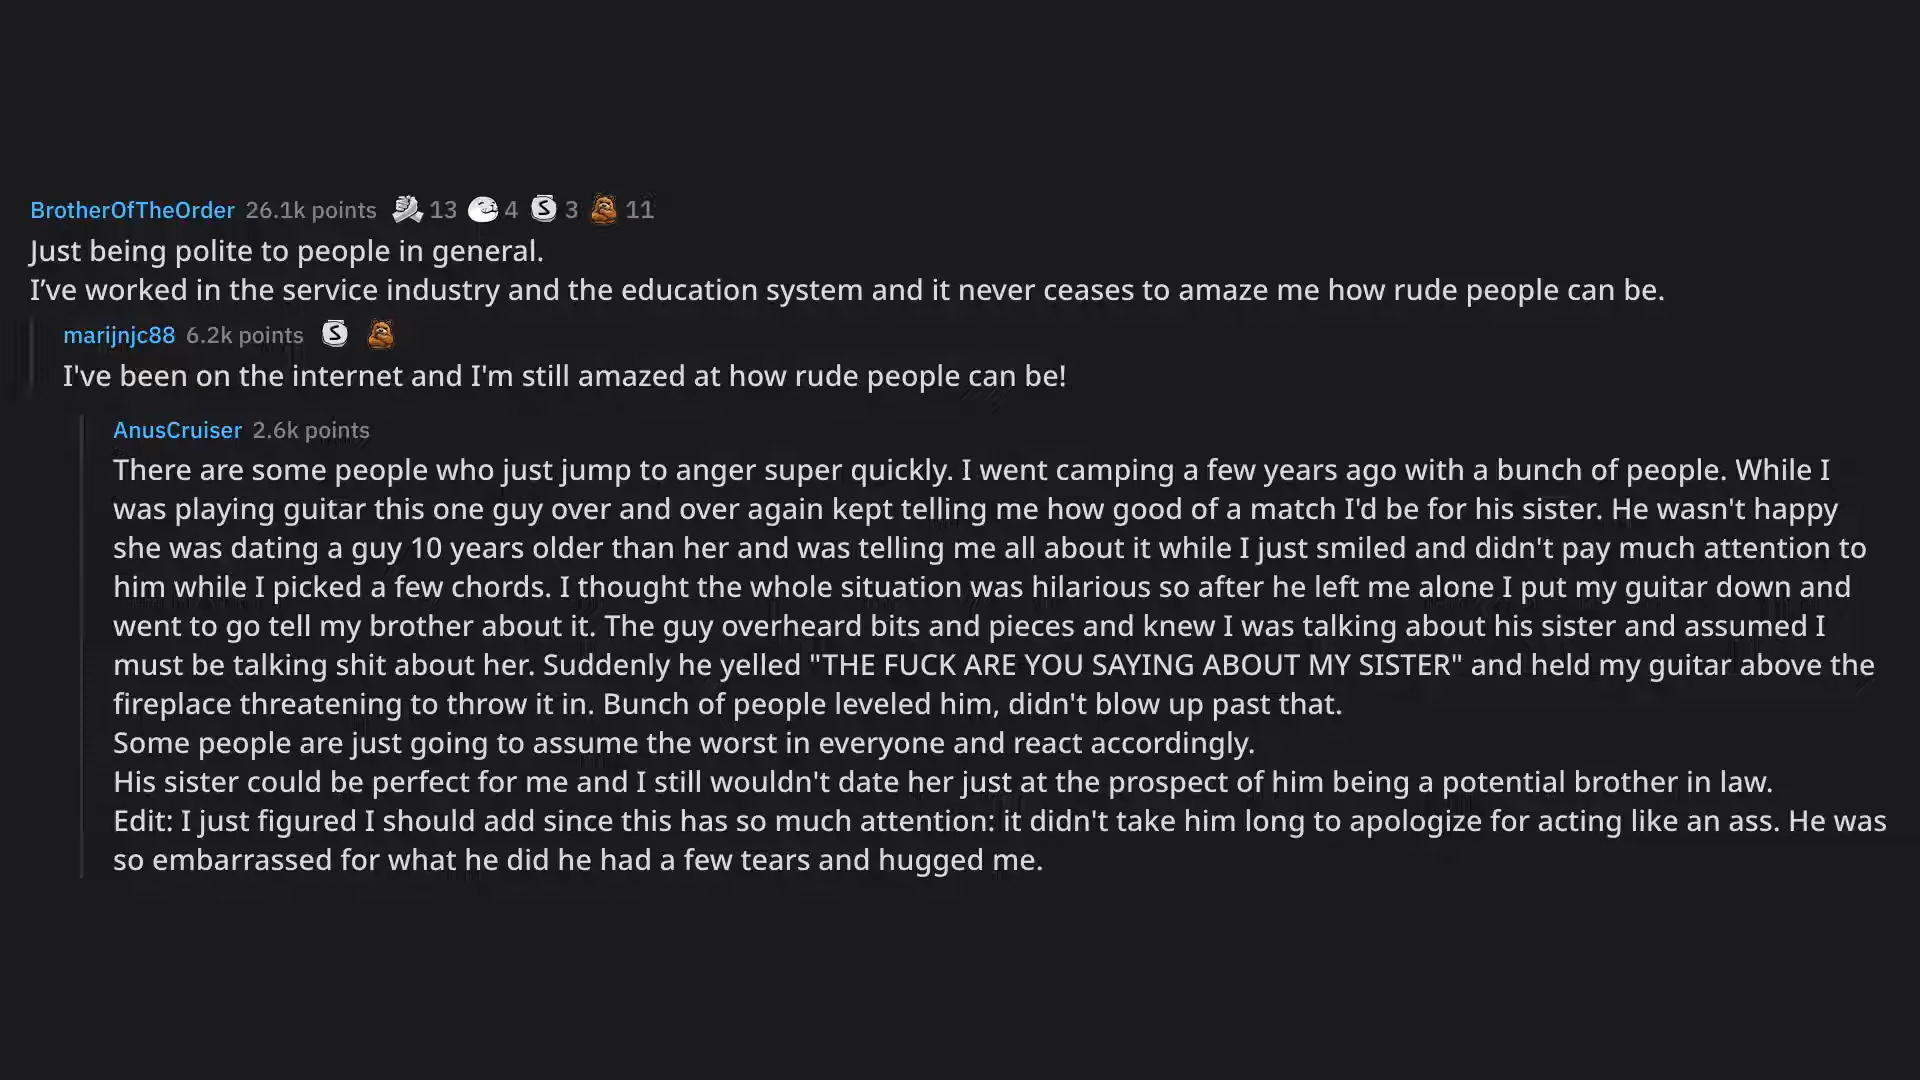 BrotherOfTheOrder 26.1k points 13 4 S 3 11
Just being polite to people in general.
I’ve worked in the service industry and the education system and it never ceases to amaze me how rude people can be.
marijnjc88 6.2k points S
I've been on the internet and I'm still amazed at how rude people can be!
AnusCruiser 2.6k points
There are some people who just jump to anger super quickly. I went camping a few years ago with a bunch of people. While I
was playing guitar this one guy over and over again kept telling me how good of a match I'd be for his sister. He wasn't happy
she was dating a guy 10 years older than her and was telling me all about it while I just smiled and didn't pay much attention to
him while I picked a few chords. I thought the whole situation was hilarious so after he left me alone I put my guitar down and
went to go tell my brother about it. The guy overheard bits and pieces and knew I was talking about his sister and assumed I
must be talking shit about her. Suddenly he yelled "THE FUCK ARE YOU SAYING ABOUT MY SISTER" and held my guitar above the
fireplace threatening to throw it in. Bunch of people leveled him, didn't blow up past that.
Some people are just going to assume the worst in everyone and react accordingly.
His sister could be perfect for me and I still wouldn't date her just at the prospect of him being a potential brother in law.
Edit: I just figured I should add since this has so much attention: it didn't take him long to apologize for acting like an ass. He was
so embarrassed for what he did he had a few tears and hugged me.